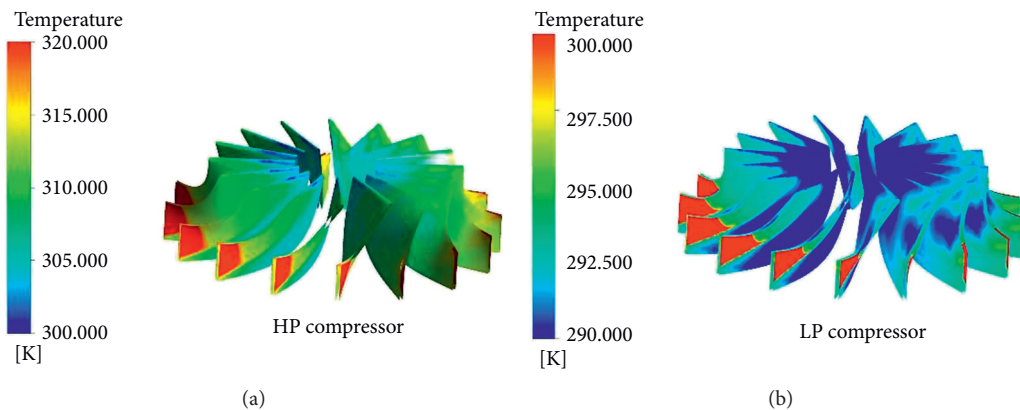 Temperature
320.000
315.000
310.000
305.000
300.000
[K]
HP compressor
(a)
Temperature
300.000
297.500
295.000
292.500
290.000
[K]
LP compressor
(b)